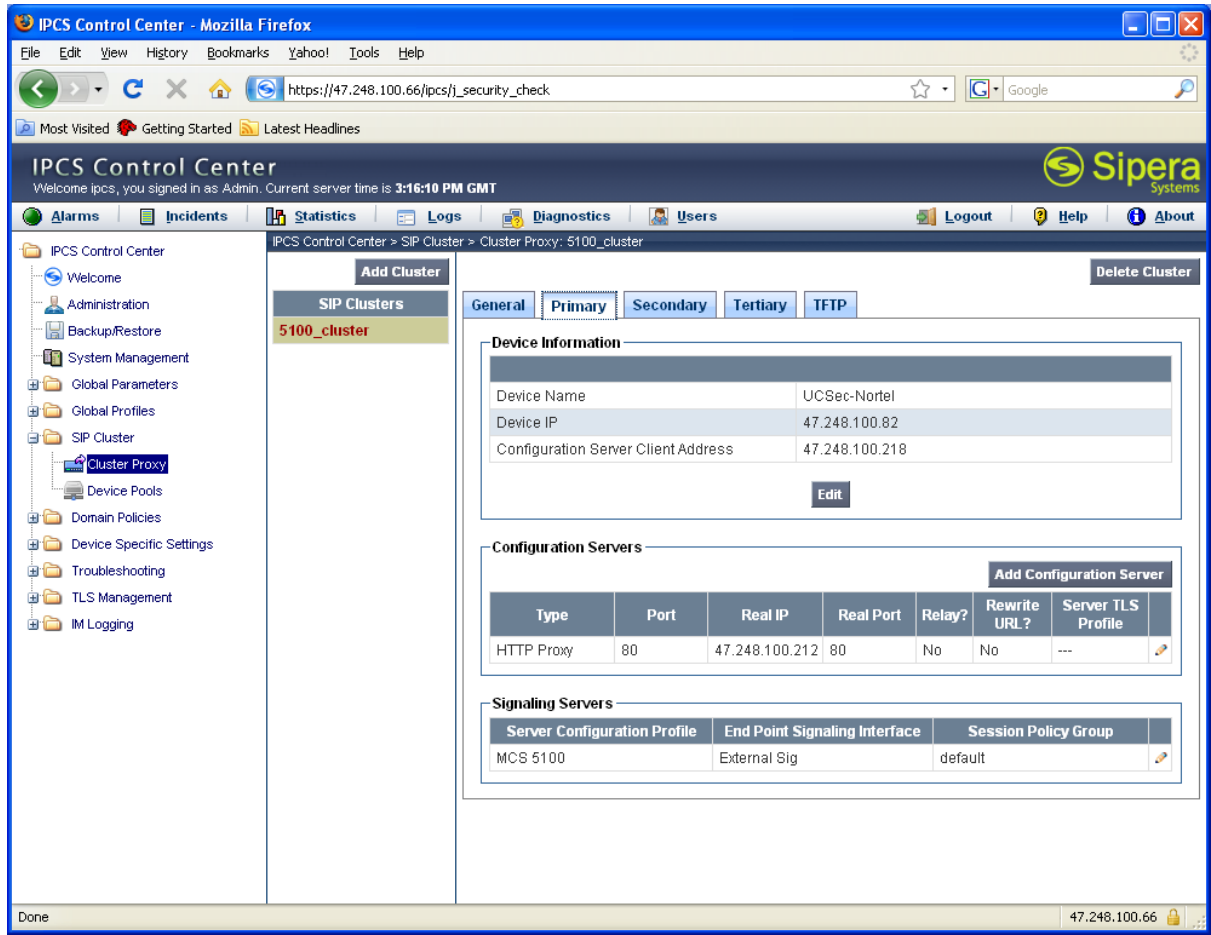 IPCS Control Center - Mozilla Firefox
File Edit View History Bookmarks Yahoo! Tools Help
https://47.248.100.66/ipcs/j_security_check
G Google
Most Visited Getting Started Latest Headlines
IPCS Control Center
Welcome ipcs, you signed in as Admin. Current server time is 3:16:10 PM GMT
Sipera
Systems
Alarms Incidents Statistics Logs Diagnostics Users Logout Help About
IPCS Control Center
Welcome
Administration
Backup/Restore
System Management
Global Parameters
Global Profiles
SIP Cluster
Cluster Proxy
Device Pools
Domain Policies
Device Specific Settings
Troubleshooting
TLS Management
IM Logging
IPCS Control Center > SIP Cluster > Cluster Proxy: 5100_cluster
Add Cluster
SIP Clusters
5100_cluster
Delete Cluster
General Primary Secondary Tertiary TFTP
Device Information
Device Name UCSec-Nortel
Device IP 47.248.100.82
Configuration Server Client Address 47.248.100.218
Edit
Configuration Servers
Add Configuration Server
Type Port Real IP Real Port Relay? Rewrite URL? Server TLS Profile
HTTP Proxy 80 47.248.100.212 80 No No ---
Signaling Servers
Server Configuration Profile End Point Signaling Interface Session Policy Group
MCS 5100 External Sig default
Done
47.248.100.66